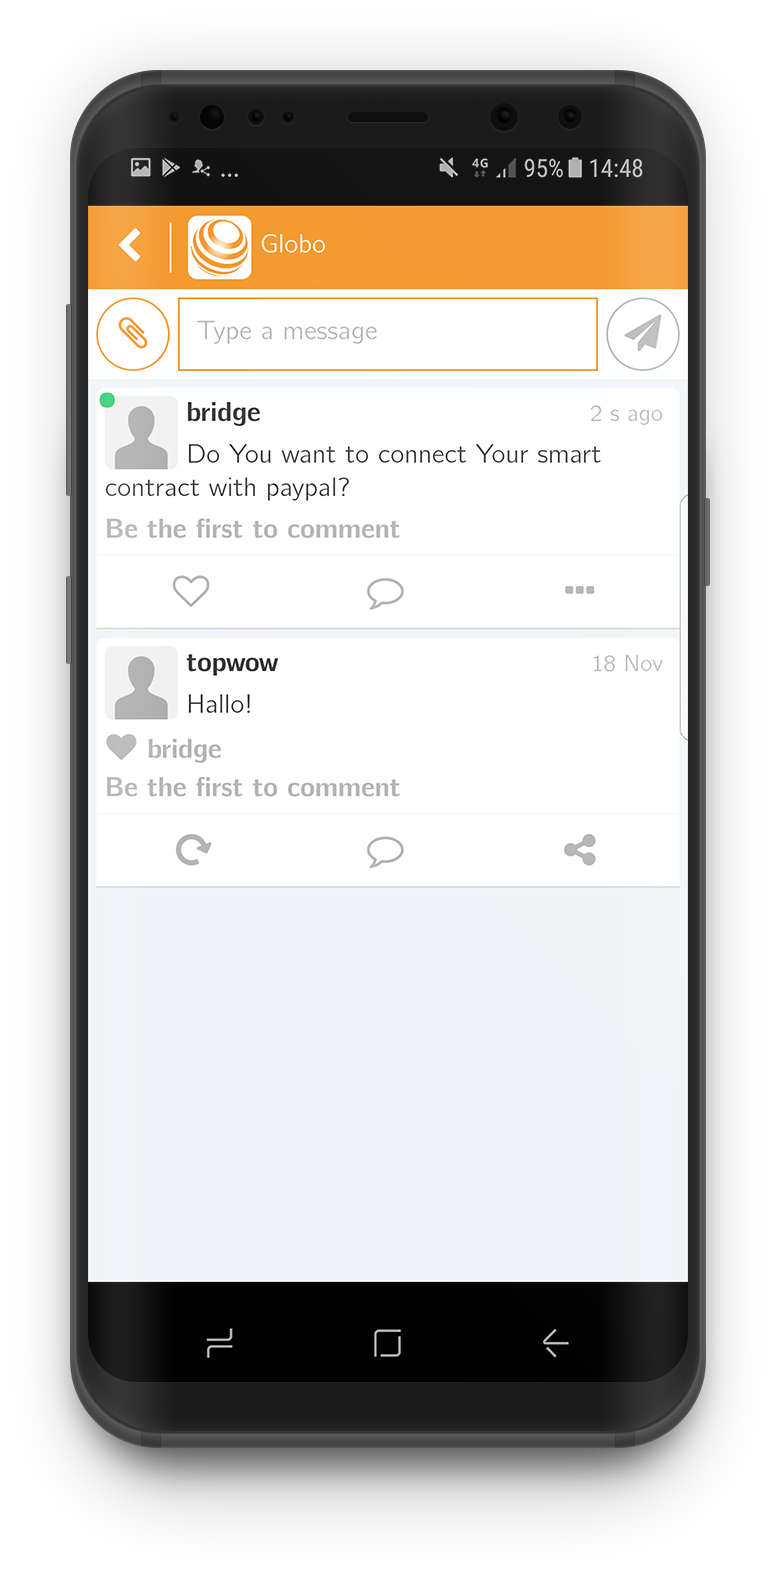 ... 4G 95% 14:48
Globo
Type a message
bridge 2 s ago
Do You want to connect Your smart
contract with paypal?
Be the first to comment
topwow 18 Nov
Hallo!
bridge
Be the first to comment